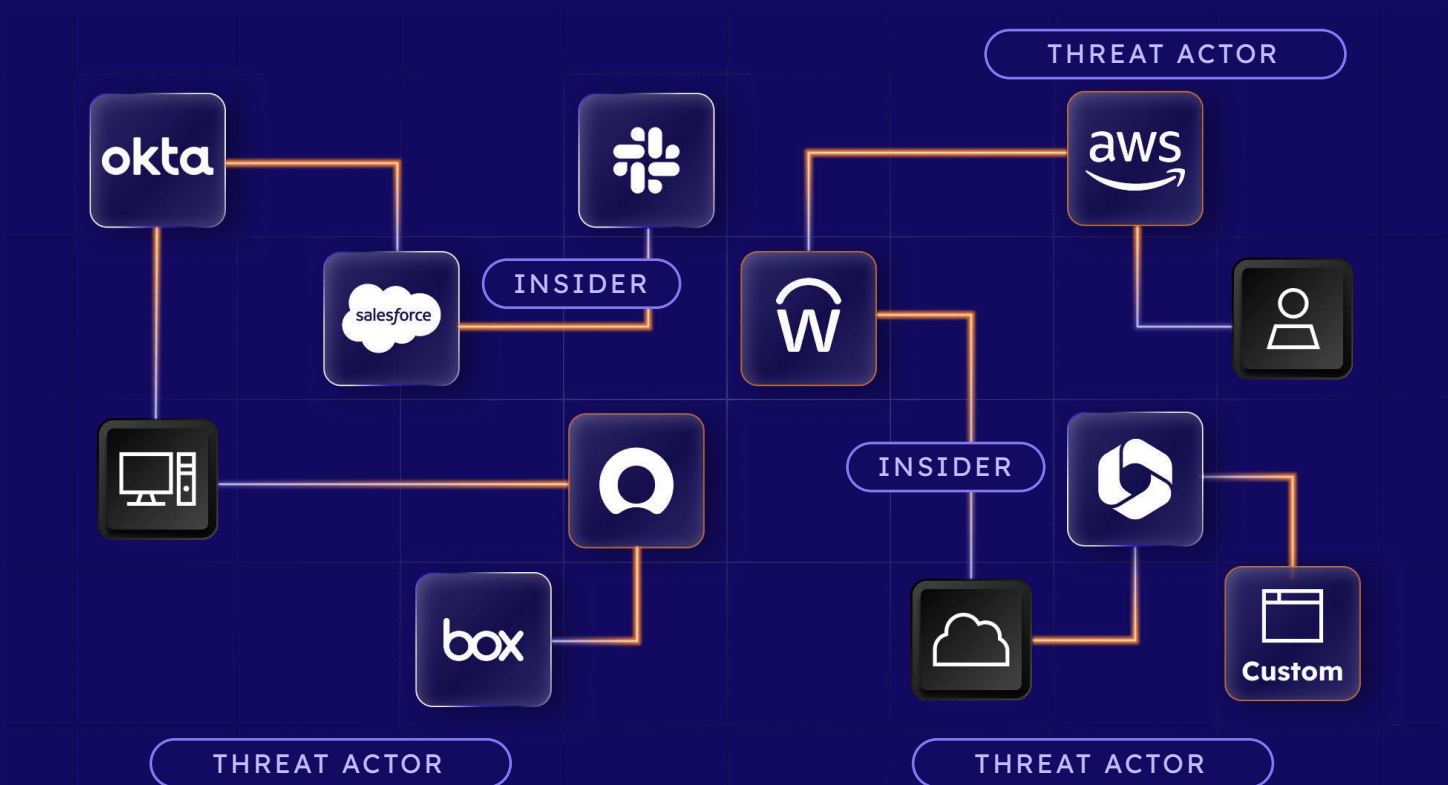 THREAT ACTOR
okta
aws
salesforce
INSIDER
W
INSIDER
box
Custom
THREAT ACTOR
THREAT ACTOR